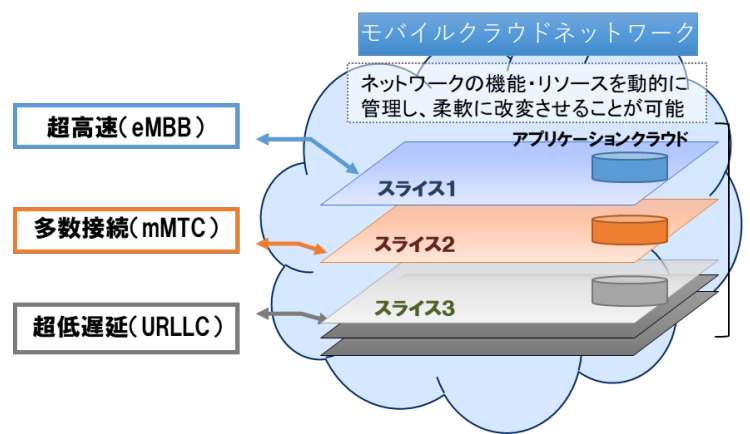 モバイルクラウドネットワーク
ネットワークの機能・リソースを動的に
管理し、柔軟に改変させることが可能
アプリケーションクラウド
超高速(eMBB)
スライス1
多数接続(mMTC)
スライス2
超低遅延(URLLC)
スライス3